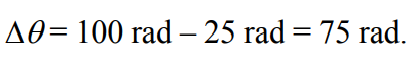 Δθ = 100 rad – 25 rad = 75 rad.